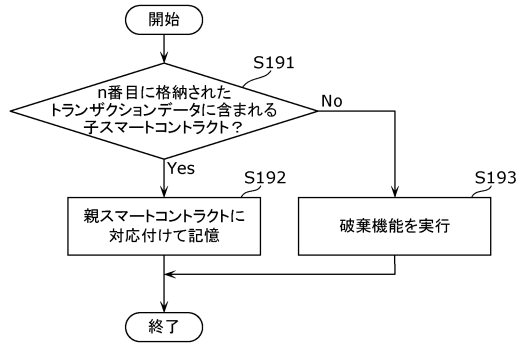 開始
S191
n番目に格納された
トランザクションデータに含まれる
子スマートコントラクト？
No
Yes
S192
親スマートコントラクトに
対応付けて記憶
S193
破棄機能を実行
終了